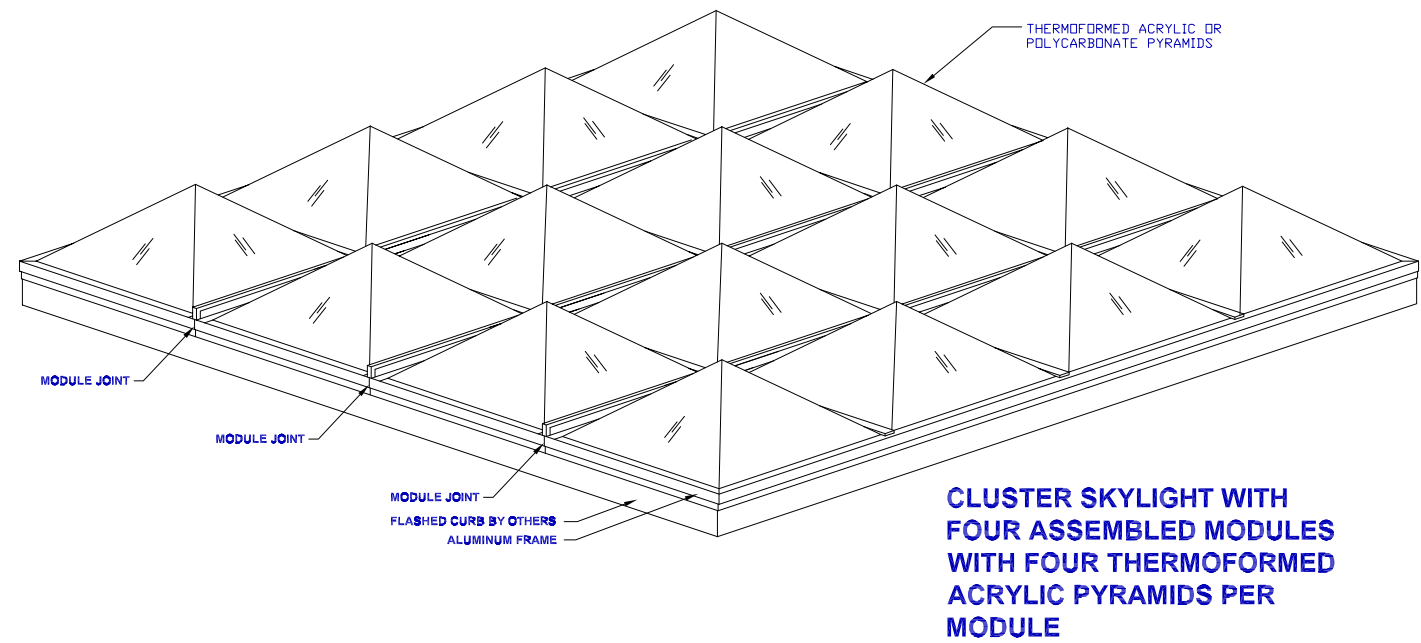 THERMOFORMED ACRYLIC OR
POLYCARBONATE PYRAMIDS
MODULE JOINT
MODULE JOINT
MODULE JOINT
FLASHED CURB BY OTHERS
ALUMINUM FRAME
CLUSTER SKYLIGHT WITH
FOUR ASSEMBLED MODULES
WITH FOUR THERMOFORMED
ACRYLIC PYRAMIDS PER
MODULE